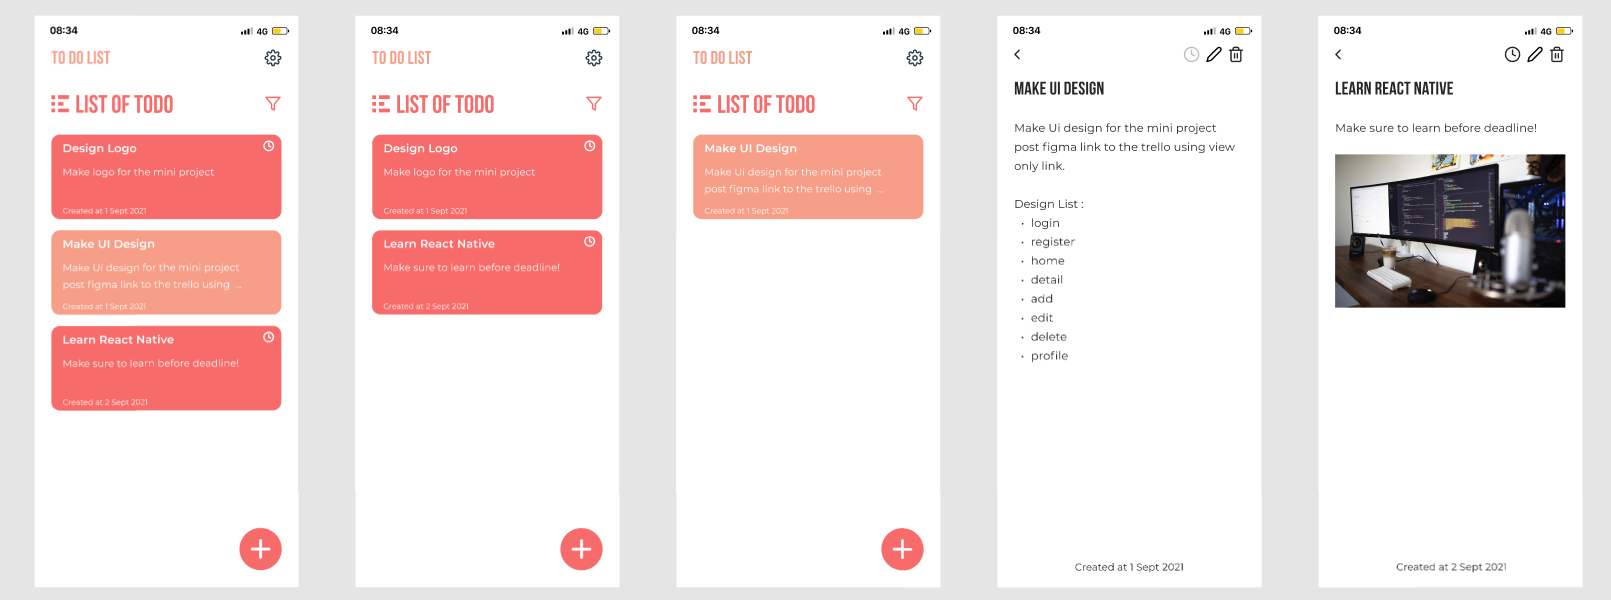 08:34
4G
TO DO LIST
LIST OF TODO
Design Logo
Make logo for the mini project
Created at 1 Sept 2021
Make UI Design
Make Ui design for the mini project
post figma link to the trello using ...
Created at 1 Sept 2021
Learn React Native
Make sure to learn before deadline!
Created at 2 Sept 2021
08:34
4G
TO DO LIST
LIST OF TODO
Design Logo
Make logo for the mini project
Created at 1 Sept 2021
Learn React Native
Make sure to learn before deadline!
Created at 2 Sept 2021
08:34
4G
TO DO LIST
LIST OF TODO
Make UI Design
Make Ui design for the mini project
post figma link to the trello using ...
Created at 1 Sept 2021
08:34
4G
MAKE UI DESIGN
Make Ui design for the mini project
post figma link to the trello using view
only link.
Design List :
• login
• register
• home
• detail
• add
• edit
• delete
• profile
Created at 1 Sept 2021
08:34
4G
LEARN REACT NATIVE
Make sure to learn before deadline!
Created at 2 Sept 2021